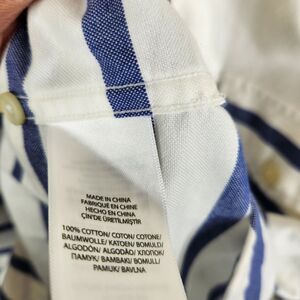 MADE IN CHINA
FABRIQUÉ EN CHINE
HECHO EN CHINA
ÇİN'DE ÜRETİLMİŞTİR
100% COTTON/ COTON/ COTONE/
BAUMWOLLE/ KATOEN/ BOMULD/
ALGODÓN/ ALGODÃO/ ХЛОПОК/
ПАМУК/ BAMBAKI/ BOMULL/
PAMUK/ BAVLNA